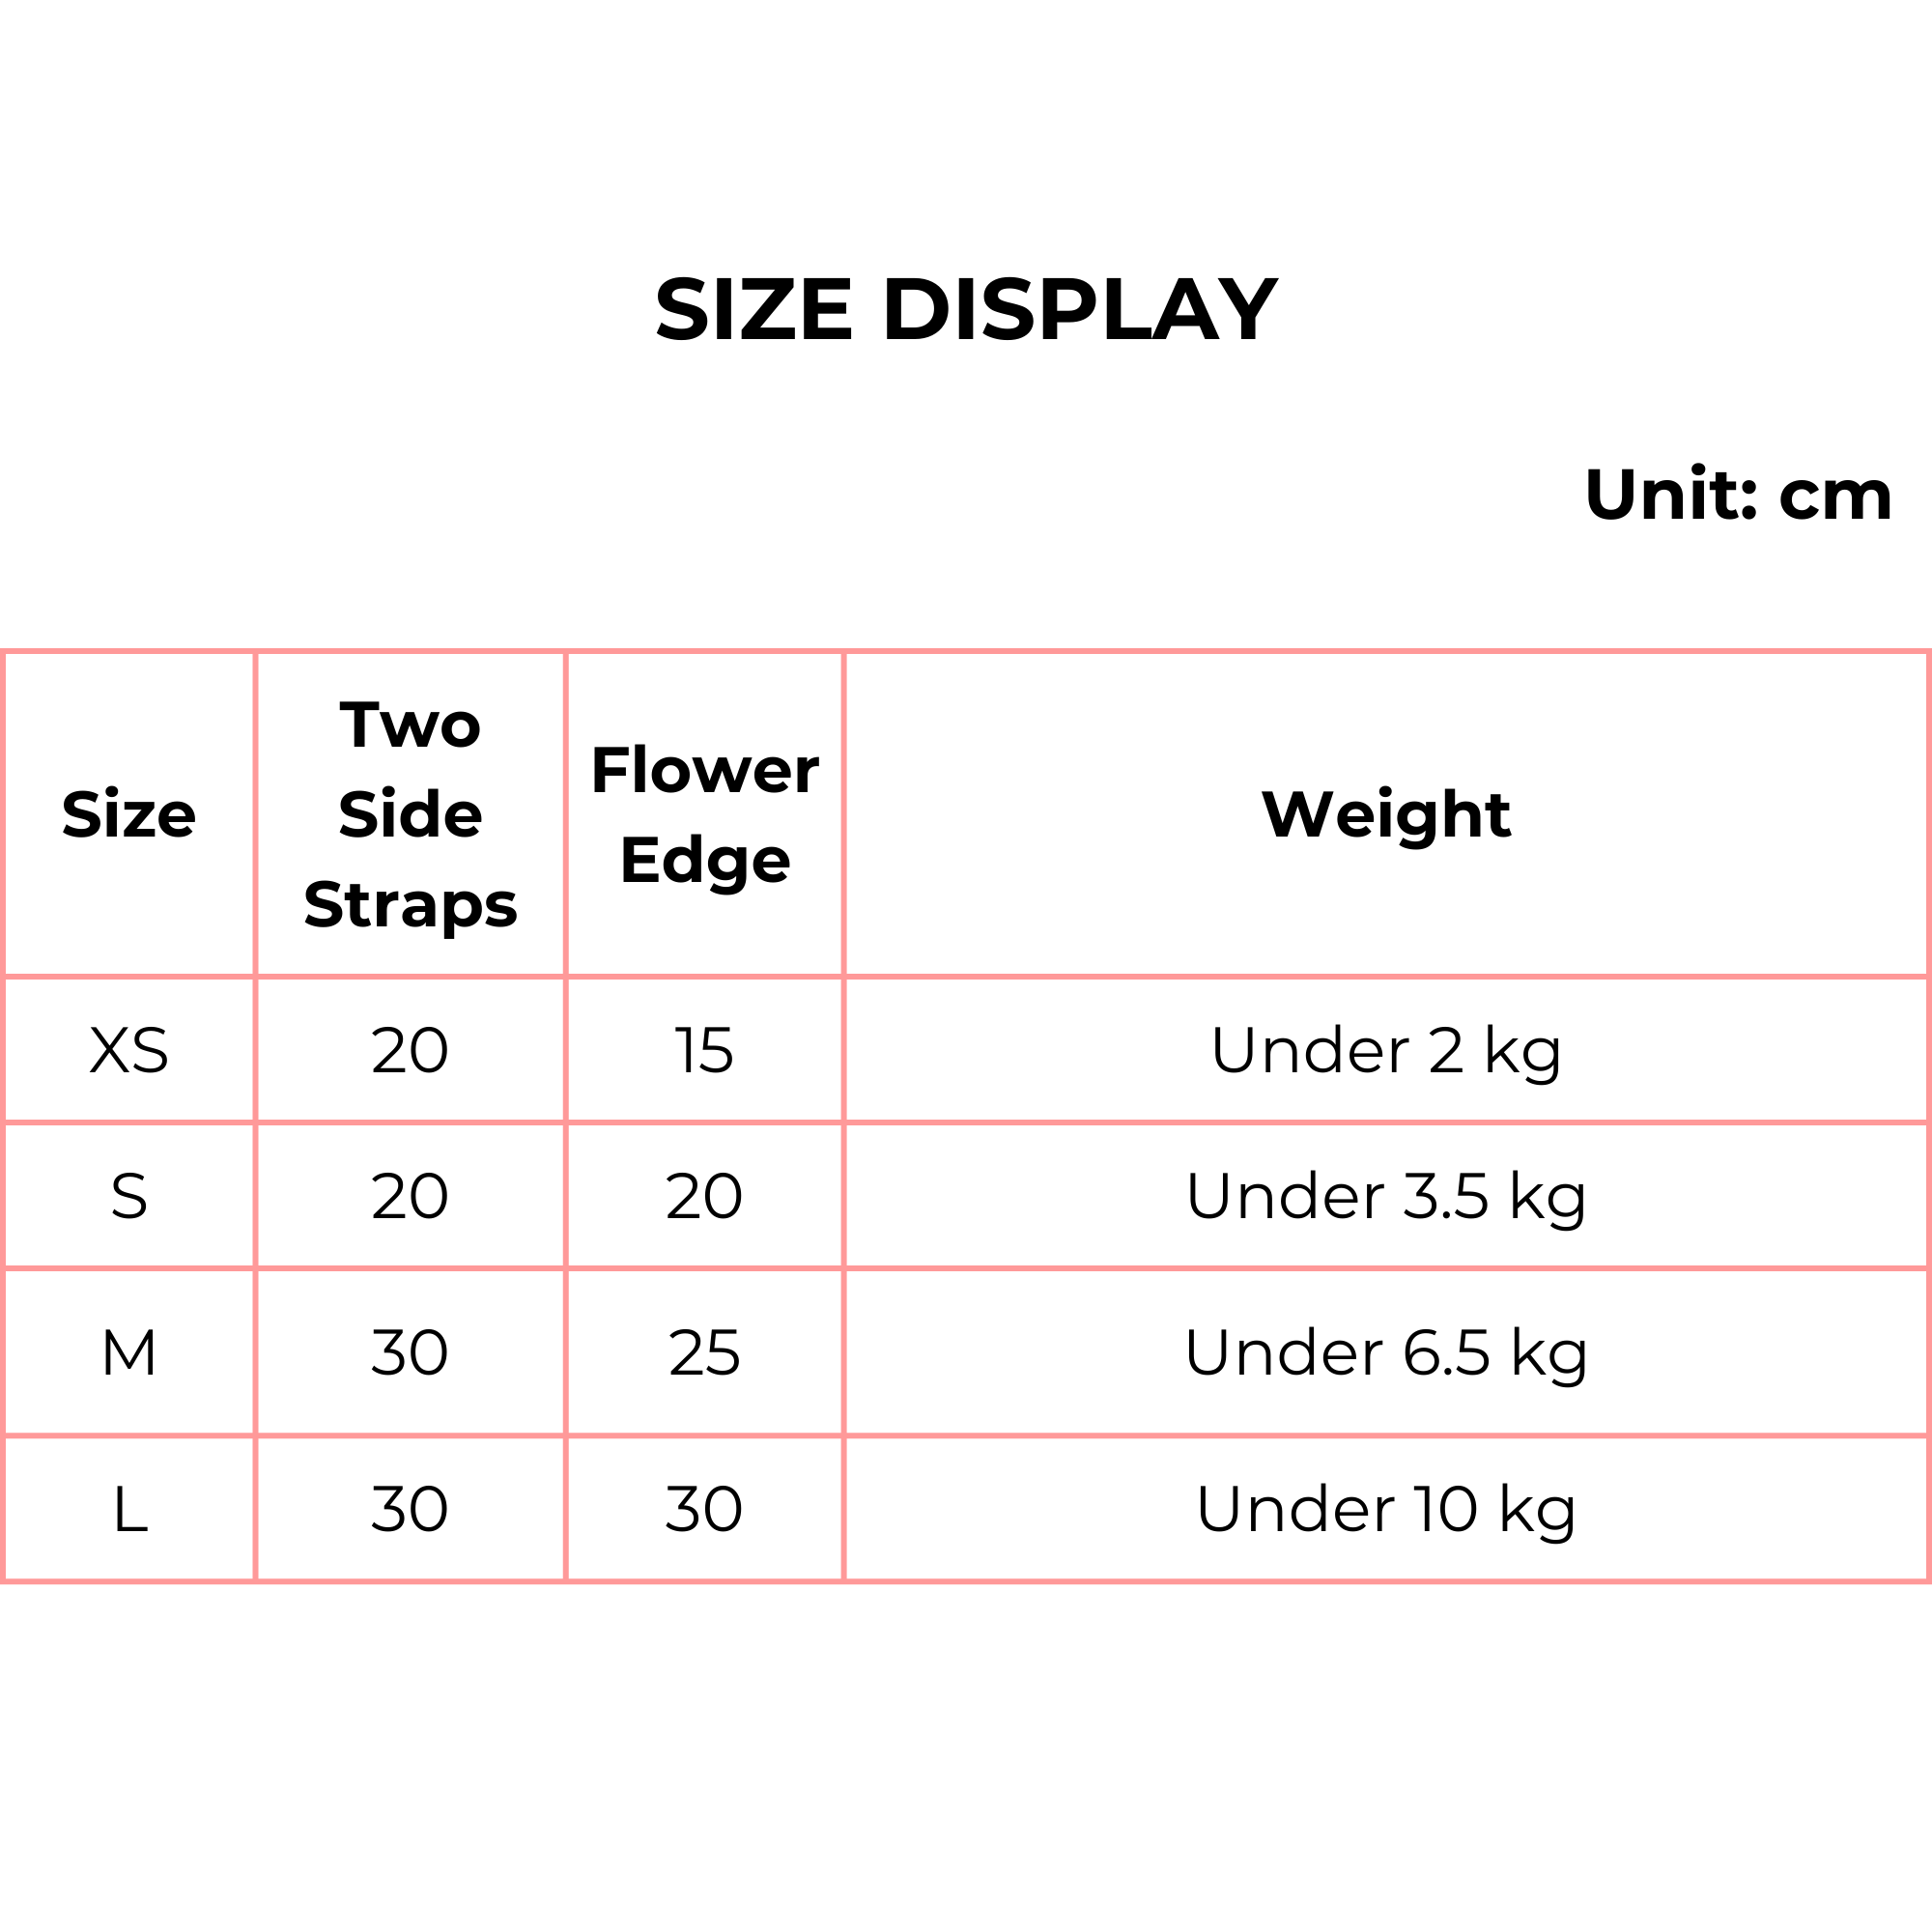 SIZE DISPLAY
Unit: cm
Size
Two
Side
Straps
Flower
Edge
Weight
XS 20 15 Under 2 kg
S 20 20 Under 3.5 kg
M 30 25 Under 6.5 kg
L 30 30 Under 10 kg